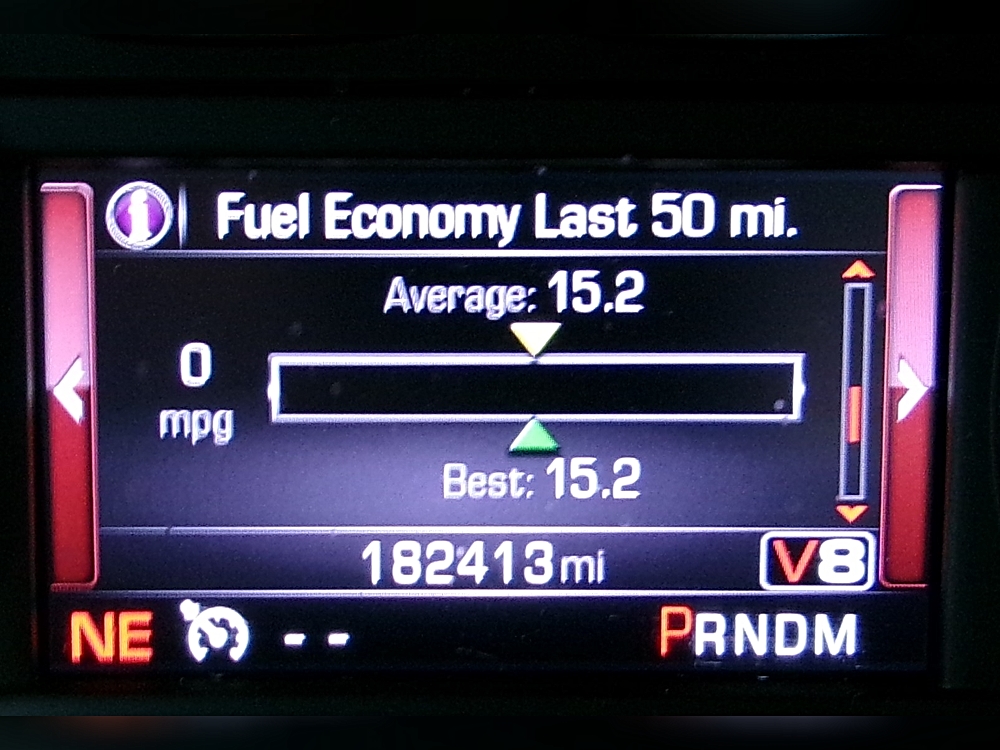 Fuel Economy Last 50 mi.
Average: 15.2
0
mpg
Best: 15.2
182413 mi
V8
NE -- PRNDM